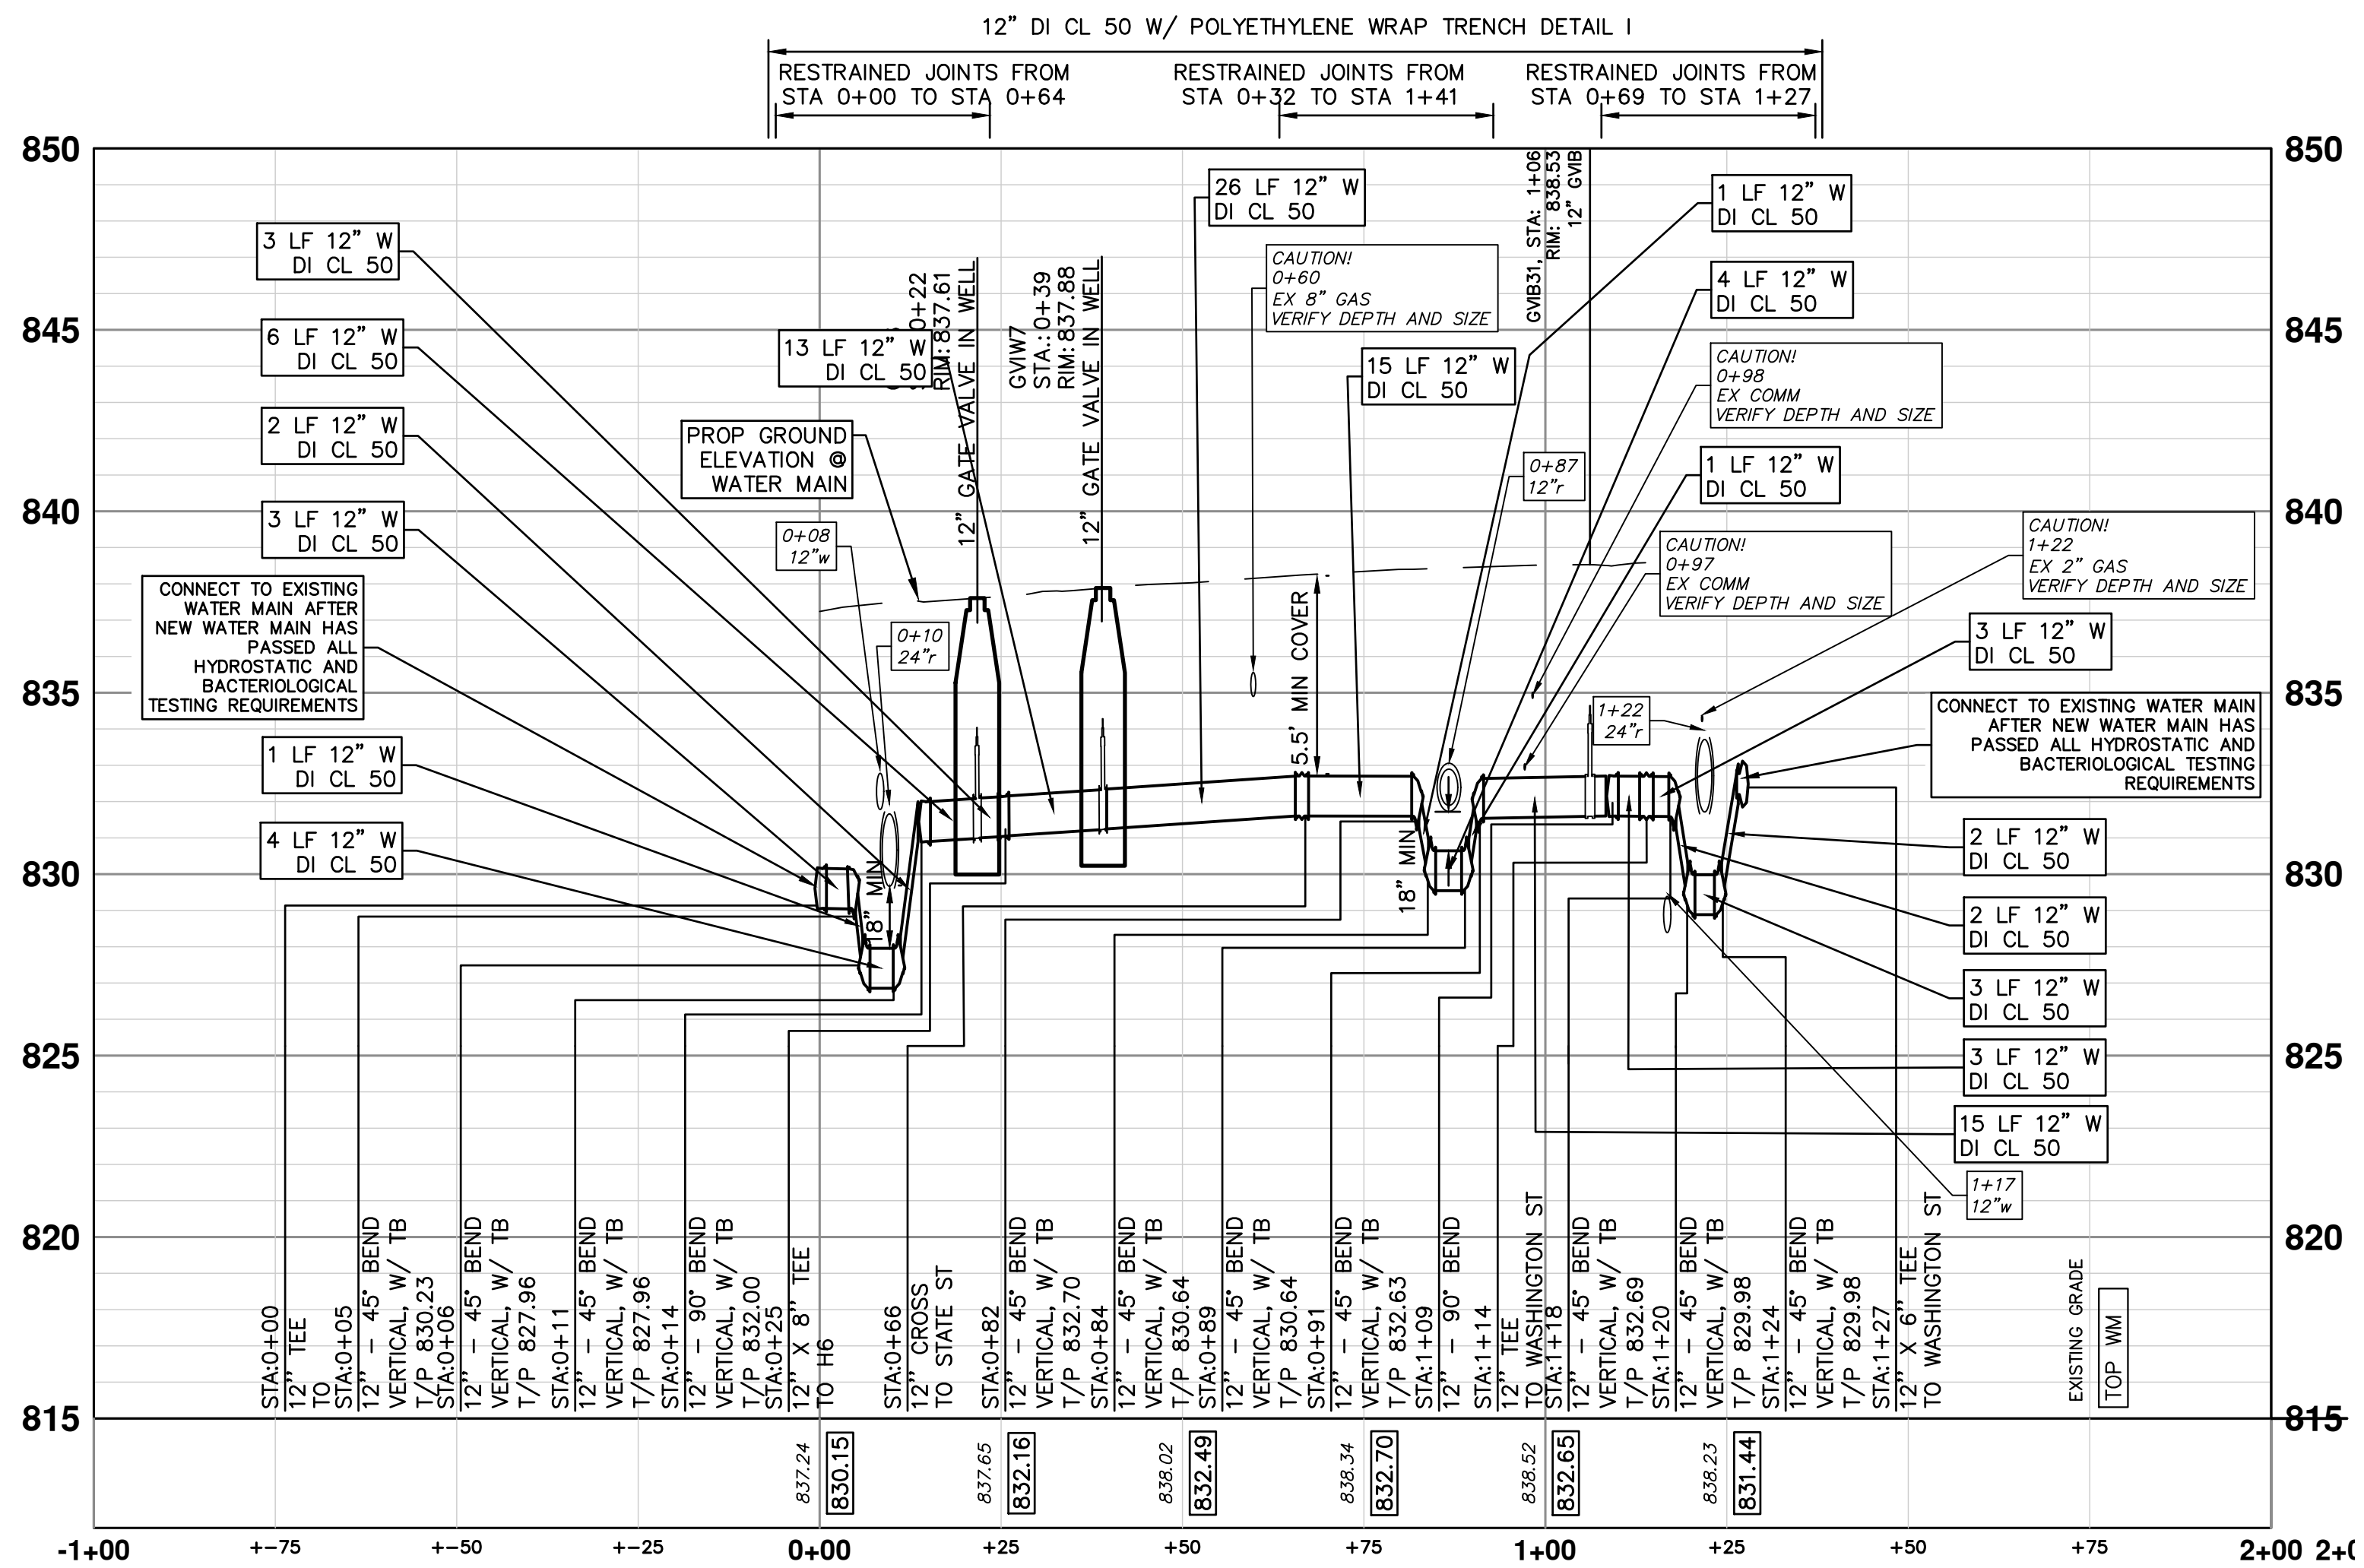 12” DI CL 50 W/ POLYETHYLENE WRAP TRENCH DETAIL I
RESTRAINED JOINTS FROM
STA 0+00 TO STA 0+64
RESTRAINED JOINTS FROM
STA 0+32 TO STA 1+41
RESTRAINED JOINTS FROM
STA 0+69 TO STA 1+27
850
845
840
835
830
825
820
815
850
845
840
835
830
825
820
815
3 LF 12” W
DI CL 50
6 LF 12” W
DI CL 50
2 LF 12” W
DI CL 50
3 LF 12” W
DI CL 50
CONNECT TO EXISTING
WATER MAIN AFTER
NEW WATER MAIN HAS
PASSED ALL
HYDROSTATIC AND
BACTERIOLOGICAL
TESTING REQUIREMENTS
1 LF 12” W
DI CL 50
4 LF 12” W
DI CL 50
13 LF 12” W
DI CL 50
0+22
RIM: 837.61
12” GATE VALVE IN WELL
GVIW7
STA.: 0+39
RIM: 837.88
12” GATE VALVE IN WELL
PROP GROUND
ELEVATION @
WATER MAIN
0+08
12”w
0+10
24”r
18” MIN
26 LF 12” W
DI CL 50
CAUTION!
0+60
EX 8” GAS
VERIFY DEPTH AND SIZE
15 LF 12” W
DI CL 50
5.5’ MIN COVER
18” MIN
GVIB31, STA: 1+06
RIM: 838.53
12” GVIB
0+87
12”r
1 LF 12” W
DI CL 50
4 LF 12” W
DI CL 50
CAUTION!
0+98
EX COMM
VERIFY DEPTH AND SIZE
1 LF 12” W
DI CL 50
CAUTION!
0+97
EX COMM
VERIFY DEPTH AND SIZE
CAUTION!
1+22
EX 2” GAS
VERIFY DEPTH AND SIZE
3 LF 12” W
DI CL 50
1+22
24”r
CONNECT TO EXISTING WATER MAIN
AFTER NEW WATER MAIN HAS
PASSED ALL HYDROSTATIC AND
BACTERIOLOGICAL TESTING
REQUIREMENTS
2 LF 12” W
DI CL 50
2 LF 12” W
DI CL 50
3 LF 12” W
DI CL 50
3 LF 12” W
DI CL 50
15 LF 12” W
DI CL 50
1+17
12”w
STA:0+00
12” TEE
TO
STA:0+05
12” – 45° BEND
VERTICAL, W/ TB
T/P 830.23
STA:0+06
12” – 45° BEND
VERTICAL, W/ TB
T/P 827.96
STA:0+11
12” – 45° BEND
VERTICAL, W/ TB
T/P 827.96
STA:0+14
12” – 90° BEND
VERTICAL, W/ TB
T/P 832.00
STA:0+25
12” X 8” TEE
TO H6
STA:0+66
12” CROSS
TO STATE ST
STA:0+82
12” – 45° BEND
VERTICAL, W/ TB
T/P 832.70
STA:0+84
12” – 45° BEND
VERTICAL, W/ TB
T/P 830.64
STA:0+89
12” – 45° BEND
VERTICAL, W/ TB
T/P 830.64
STA:0+91
12” – 45° BEND
VERTICAL, W/ TB
T/P 832.63
STA:1+09
12” – 90° BEND
STA:1+14
12” TEE
TO WASHINGTON ST
STA:1+18
12” – 45° BEND
VERTICAL, W/ TB
T/P 832.69
STA:1+20
12” – 45° BEND
VERTICAL, W/ TB
T/P 829.98
STA:1+24
12” – 45° BEND
VERTICAL, W/ TB
T/P 829.98
STA:1+27
12” X 6” TEE
TO WASHINGTON ST
EXISTING GRADE
TOP WM
837.24
830.15
837.65
832.16
838.02
832.49
838.34
832.70
838.52
832.65
838.23
831.44
-1+00
+-75
+-50
+-25
0+00
+25
+50
+75
1+00
+25
+50
+75
2+00